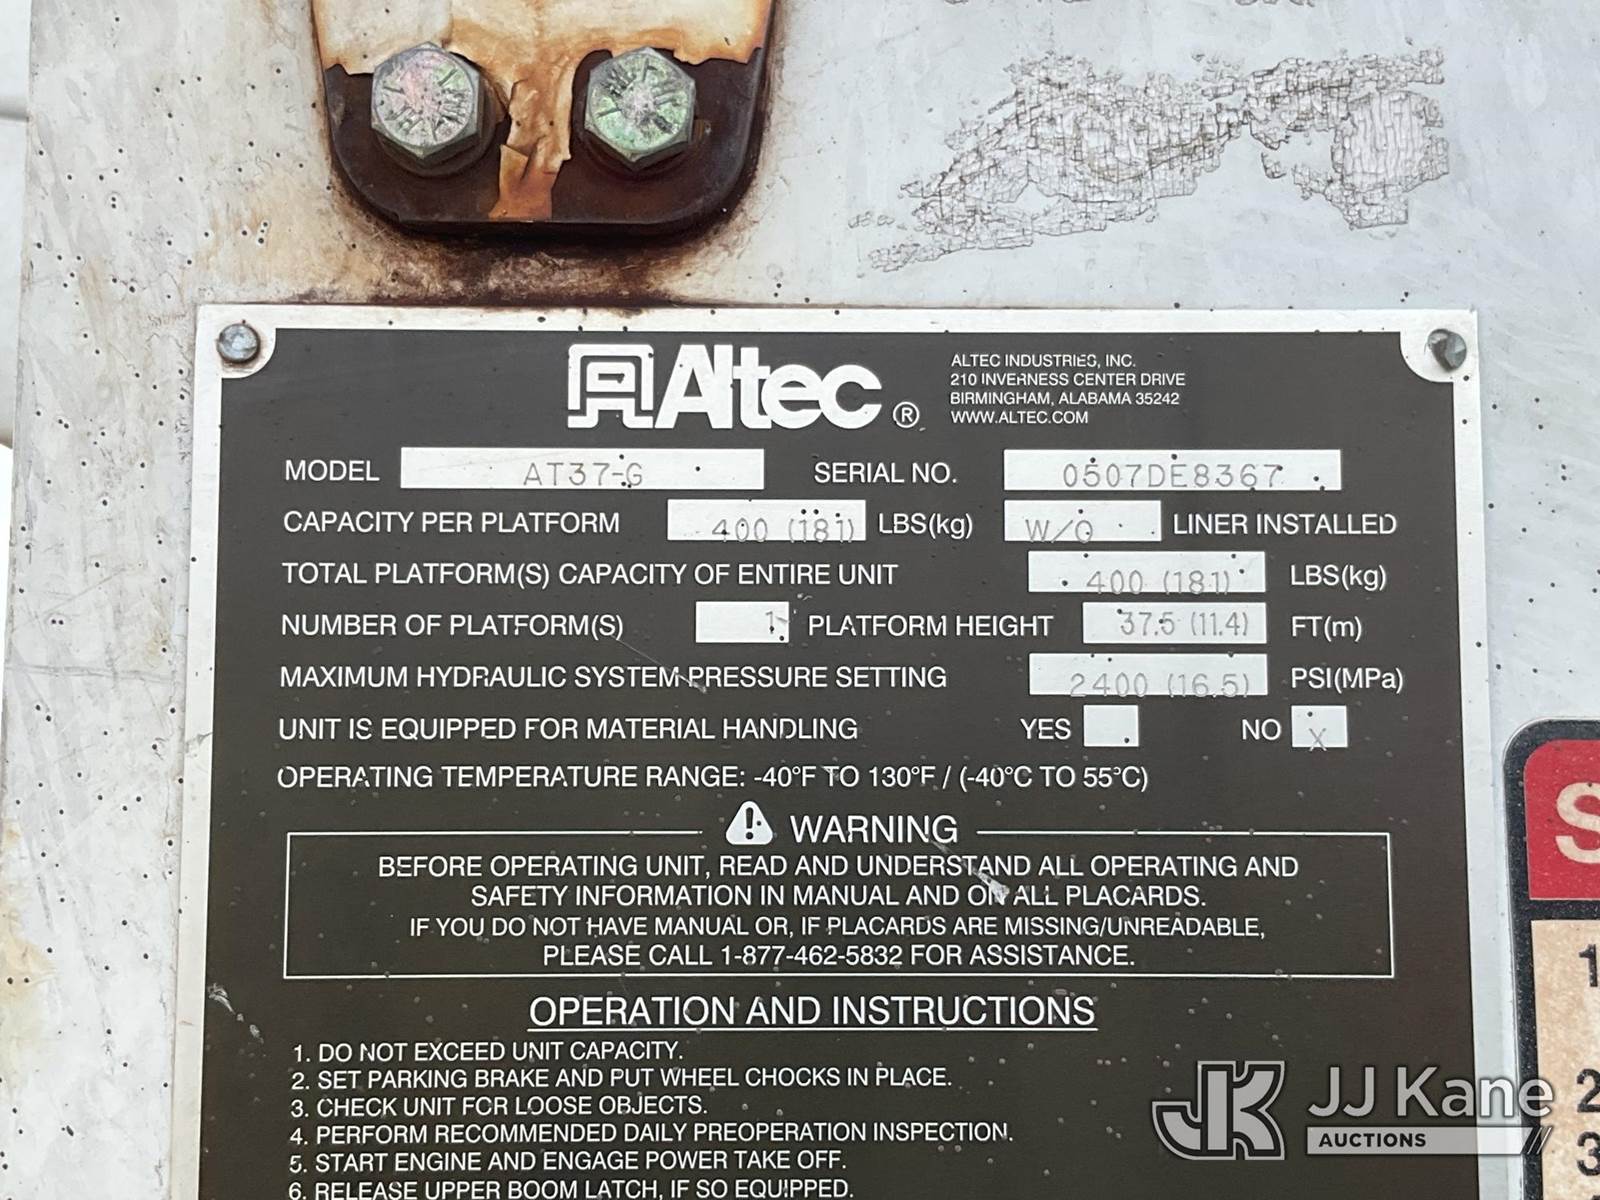 Altec ®
ALTEC INDUSTRIES, INC.
210 INVERNESS CENTER DRIVE
BIRMINGHAM, ALABAMA 35242
WWW.ALTEC.COM
MODEL AT37-G SERIAL NO. 0507DE8367
CAPACITY PER PLATFORM 400 (181) LBS(kg) W/O LINER INSTALLED
TOTAL PLATFORM(S) CAPACITY OF ENTIRE UNIT 400 (181) LBS(kg)
NUMBER OF PLATFORM(S) 1 PLATFORM HEIGHT 37.5 (11.4) FT(m)
MAXIMUM HYDRAULIC SYSTEM PRESSURE SETTING 2400 (16.5) PSI(MPa)
UNIT IS EQUIPPED FOR MATERIAL HANDLING YES NO X
OPERATING TEMPERATURE RANGE: -40°F TO 130°F / (-40°C TO 55°C)
WARNING
BEFORE OPERATING UNIT, READ AND UNDERSTAND ALL OPERATING AND
SAFETY INFORMATION IN MANUAL AND ON ALL PLACARDS.
IF YOU DO NOT HAVE MANUAL OR, IF PLACARDS ARE MISSING/UNREADABLE,
PLEASE CALL 1-877-462-5832 FOR ASSISTANCE.
OPERATION AND INSTRUCTIONS
1. DO NOT EXCEED UNIT CAPACITY.
2. SET PARKING BRAKE AND PUT WHEEL CHOCKS IN PLACE.
3. CHECK UNIT FOR LOOSE OBJECTS.
4. PERFORM RECOMMENDED DAILY PREOPERATION INSPECTION.
5. START ENGINE AND ENGAGE POWER TAKE OFF.
6. RELEASE UPPER BOOM LATCH, IF SO EQUIPPED.
S
1
2
3
JK JJ Kane
AUCTIONS